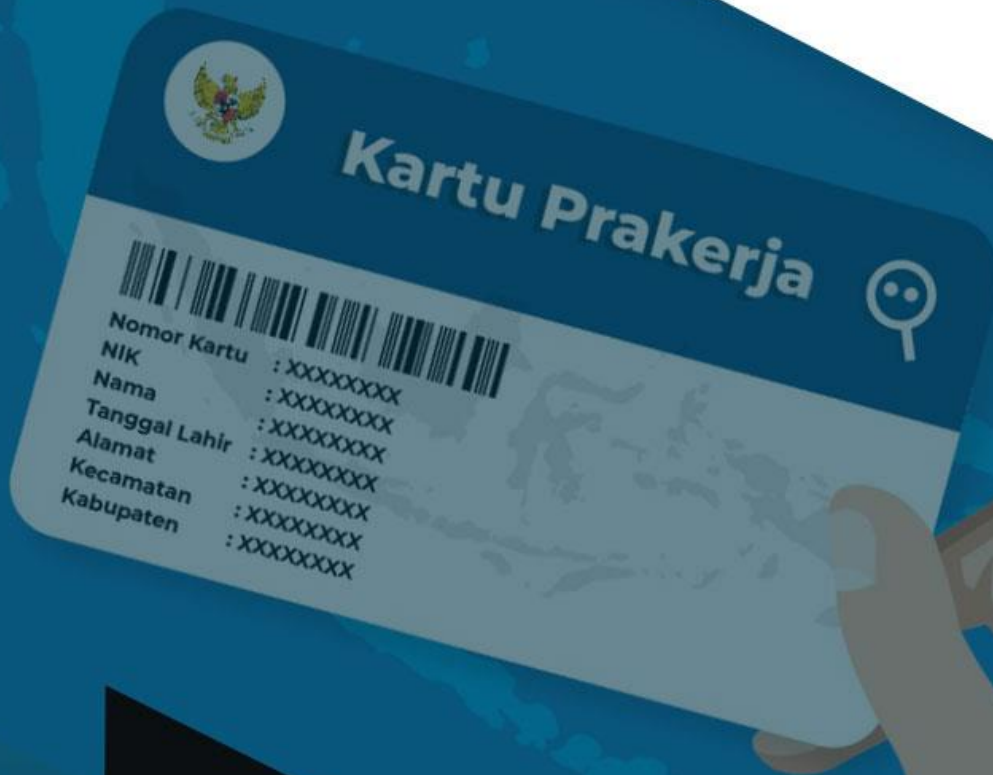 Kartu Prakerja
Nomor Kartu : XXXXXXXX
NIK : XXXXXXXX
Nama : XXXXXXXX
Tanggal Lahir : XXXXXXXX
Alamat : XXXXXXXX
Kecamatan : XXXXXXXX
Kabupaten : XXXXXXXX